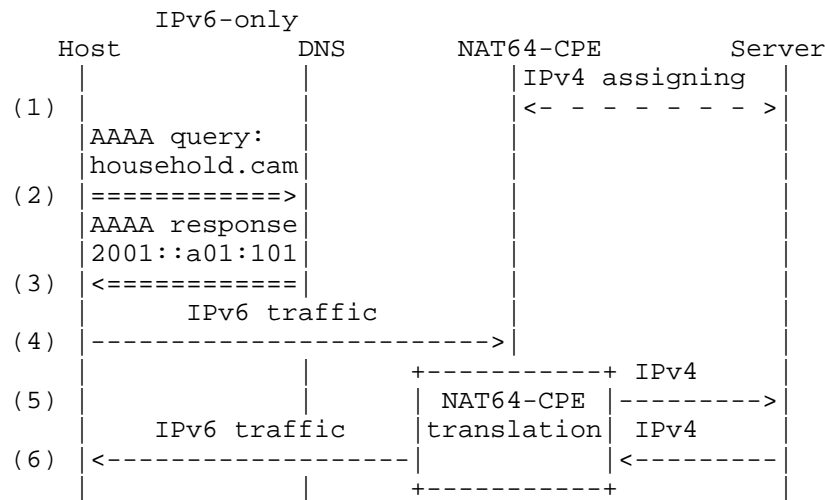 IPv6-only
Host DNS NAT64-CPE Server
IPv4 assigning
(1) <- - - - - - - >
AAAA query:
household.cam
(2) ============>
AAAA response
2001::a01:101
(3) <============
IPv6 traffic
(4) -------------------------->
+-----------+ IPv4
(5) NAT64-CPE --------->
IPv6 traffic translation IPv4
(6) <-------------------- <---------
+-----------+